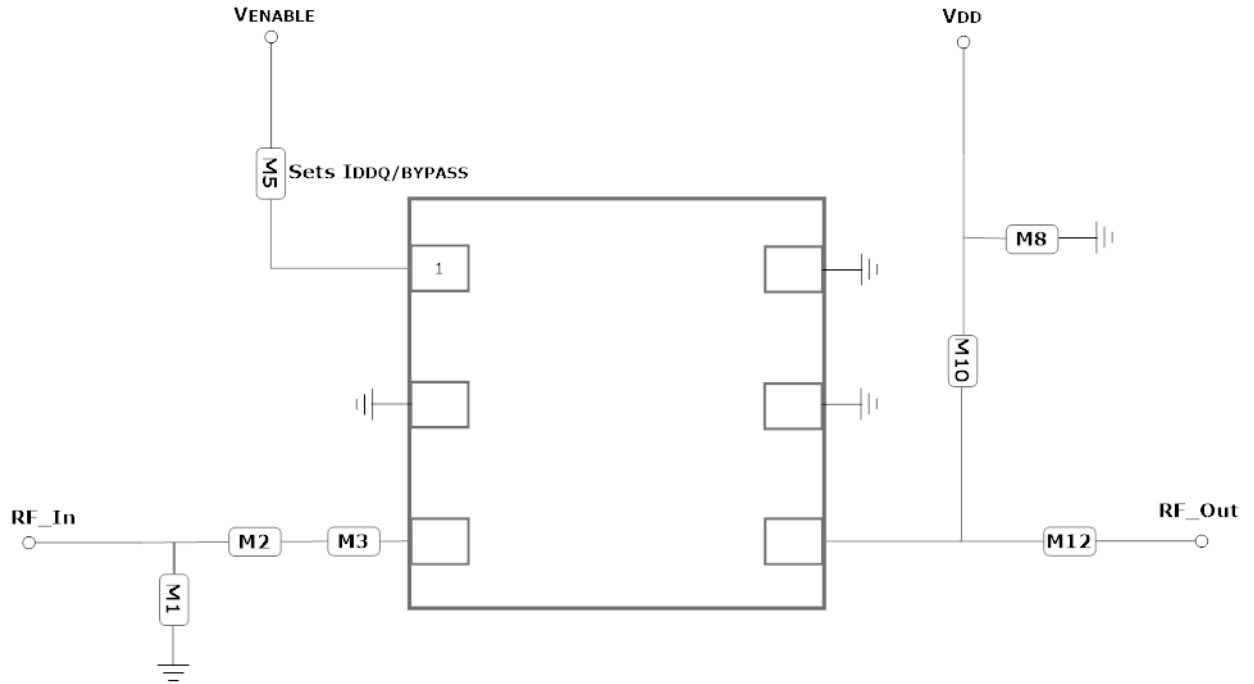 VENABLE
VDD
M5
Sets IDDQ/BYPASS
M8
1
M10
RF_In
RF_Out
M2
M3
M12
M1